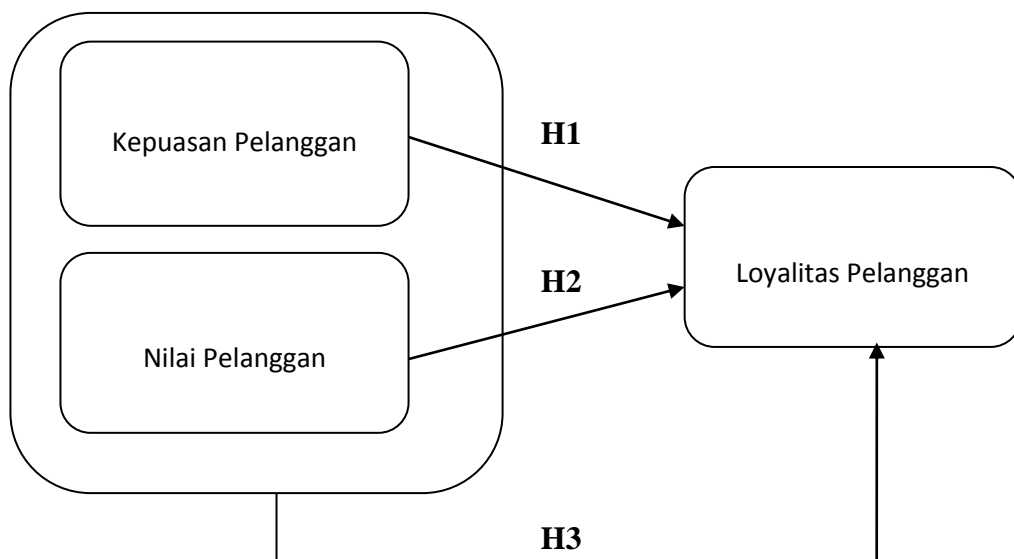 Kepuasan Pelanggan
H1
Nilai Pelanggan
H2
Loyalitas Pelanggan
H3